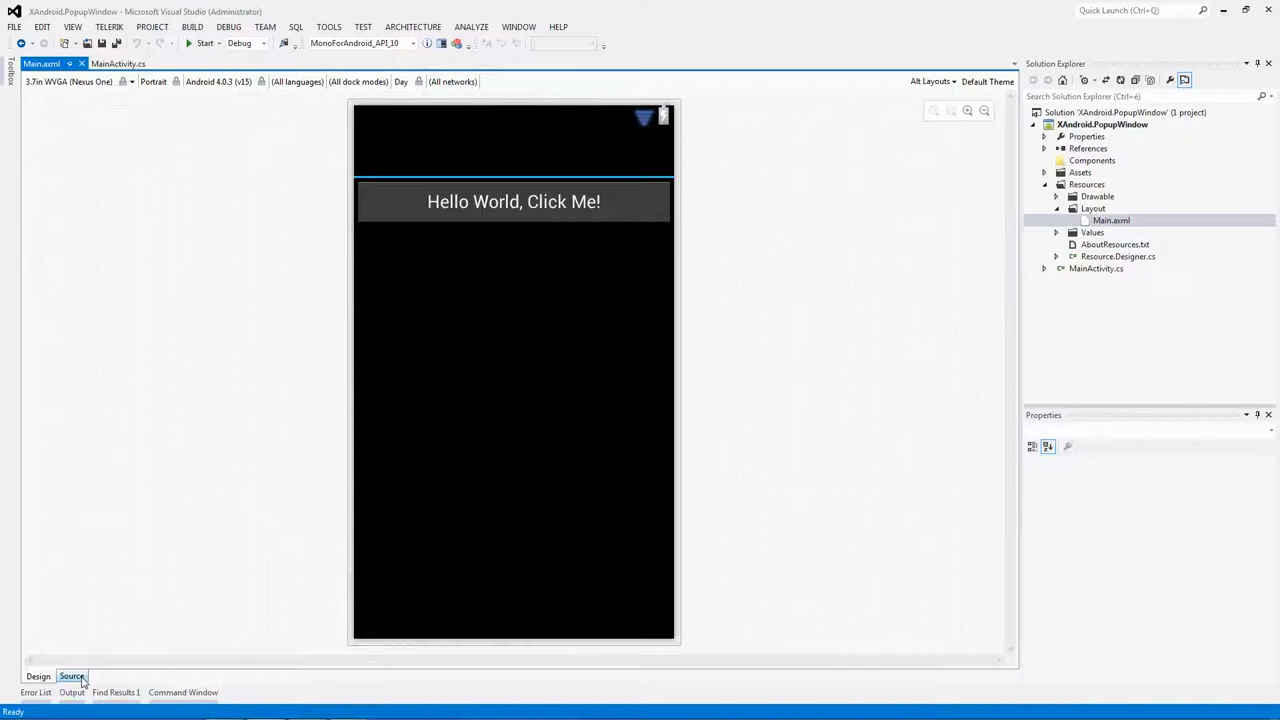 XAndroid.PopupWindow - Microsoft Visual Studio (Administrator)
Quick Launch (Ctrl+Q)
FILE EDIT VIEW TELERIK PROJECT BUILD DEBUG TEAM SQL TOOLS TEST ARCHITECTURE ANALYZE WINDOW HELP
Start Debug MonoForAndroid_API_10
Toolbox
Main.axml MainActivity.cs
3.7in WVGA (Nexus One) Portrait Android 4.0.3 (v15) (All languages) (All dock modes) Day (All networks) Alt Layouts Default Theme
Hello World, Click Me!
Design Source
Error List Output Find Results 1 Command Window
Ready
Solution Explorer
Search Solution Explorer (Ctrl+é)
Solution 'XAndroid.PopupWindow' (1 project)
XAndroid.PopupWindow
Properties
References
Components
Assets
Resources
Drawable
Layout
Main.axml
Values
AboutResources.txt
Resource.Designer.cs
MainActivity.cs
Properties